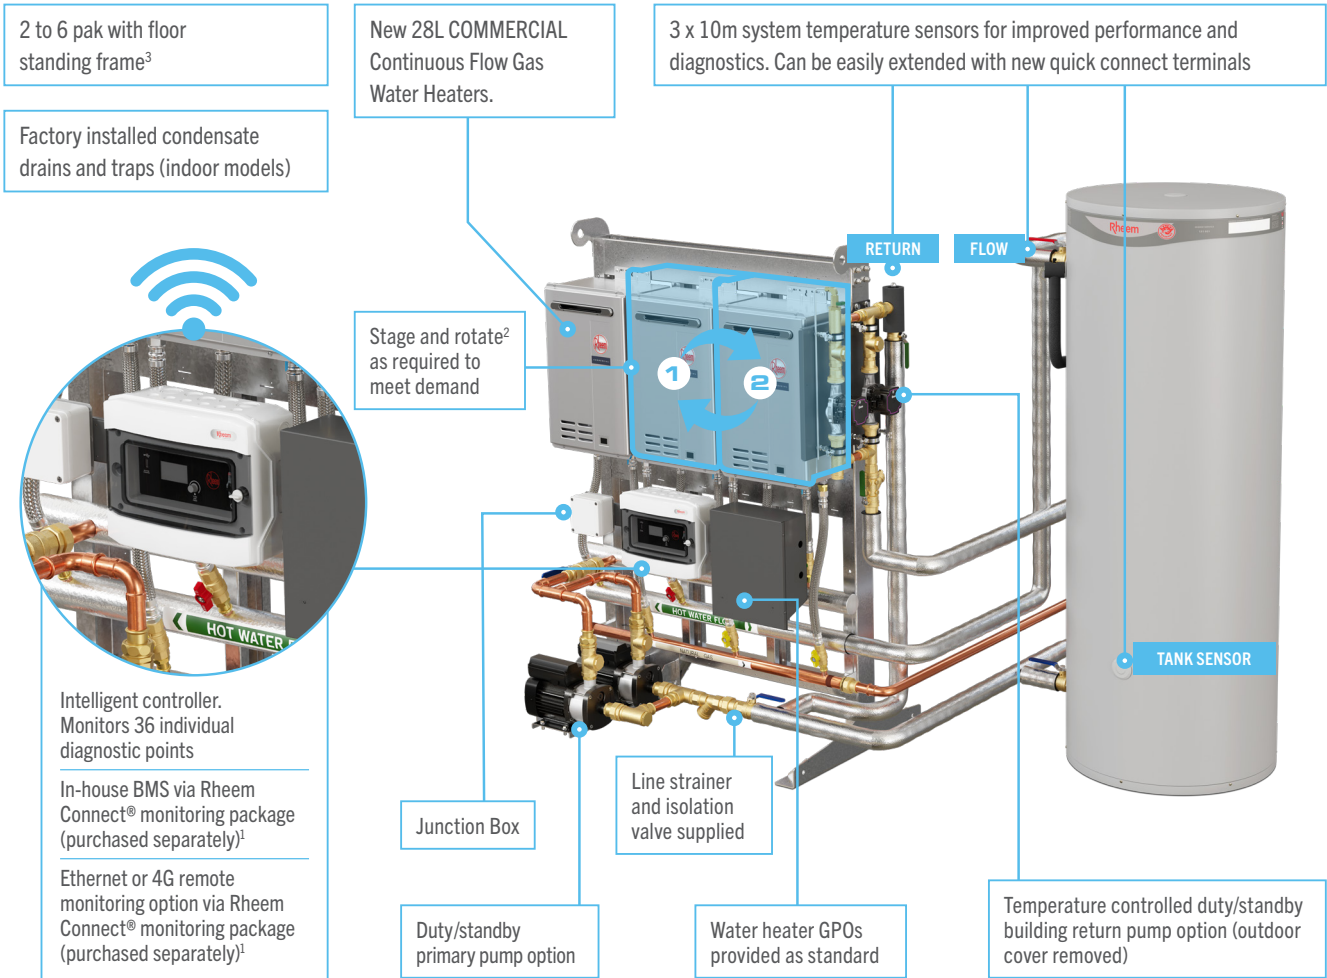 2 to 6 pak with floor
standing frame3
Factory installed condensate
drains and traps (indoor models)
New 28L COMMERCIAL
Continuous Flow Gas
Water Heaters.
3 x 10m system temperature sensors for improved performance and
diagnostics. Can be easily extended with new quick connect terminals
RETURN
FLOW
Rheem
Stage and rotate2
as required to
meet demand
1
2
Rheem
HOT WATER F
HOT WATER FLO
NATURAL GAS
TANK SENSOR
Intelligent controller.
Monitors 36 individual
diagnostic points
In-house BMS via Rheem
Connect® monitoring package
(purchased separately)1
Ethernet or 4G remote
monitoring option via Rheem
Connect® monitoring package
(purchased separately)1
Junction Box
Line strainer
and isolation
valve supplied
Duty/standby
primary pump option
Water heater GPOs
provided as standard
Temperature controlled duty/standby
building return pump option (outdoor
cover removed)